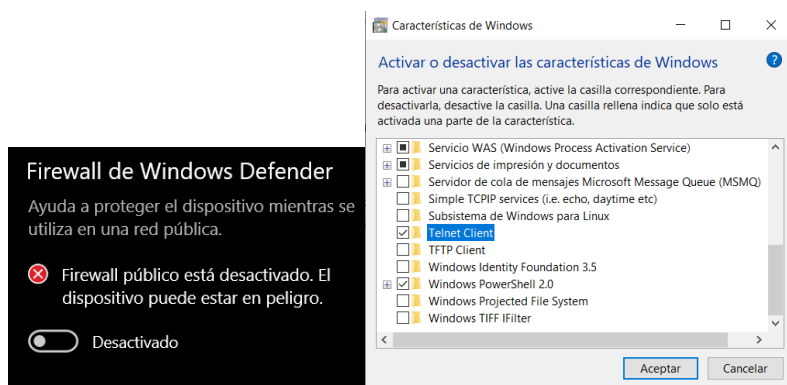 Firewall de Windows Defender
Ayuda a proteger el dispositivo mientras se
utiliza en una red pública.
Firewall público está desactivado. El
dispositivo puede estar en peligro.
Desactivado
Características de Windows
Activar o desactivar las características de Windows
Para activar una característica, active la casilla correspondiente. Para
desactivarla, desactive la casilla. Una casilla rellena indica que solo está
activada una parte de la característica.
Servicio WAS (Windows Process Activation Service)
Servicios de impresión y documentos
Servidor de cola de mensajes Microsoft Message Queue (MSMQ)
Simple TCPIP services (i.e. echo, daytime etc)
Subsistema de Windows para Linux
Telnet Client
TFTP Client
Windows Identity Foundation 3.5
Windows PowerShell 2.0
Windows Projected File System
Windows TIFF IFilter
Aceptar
Cancelar